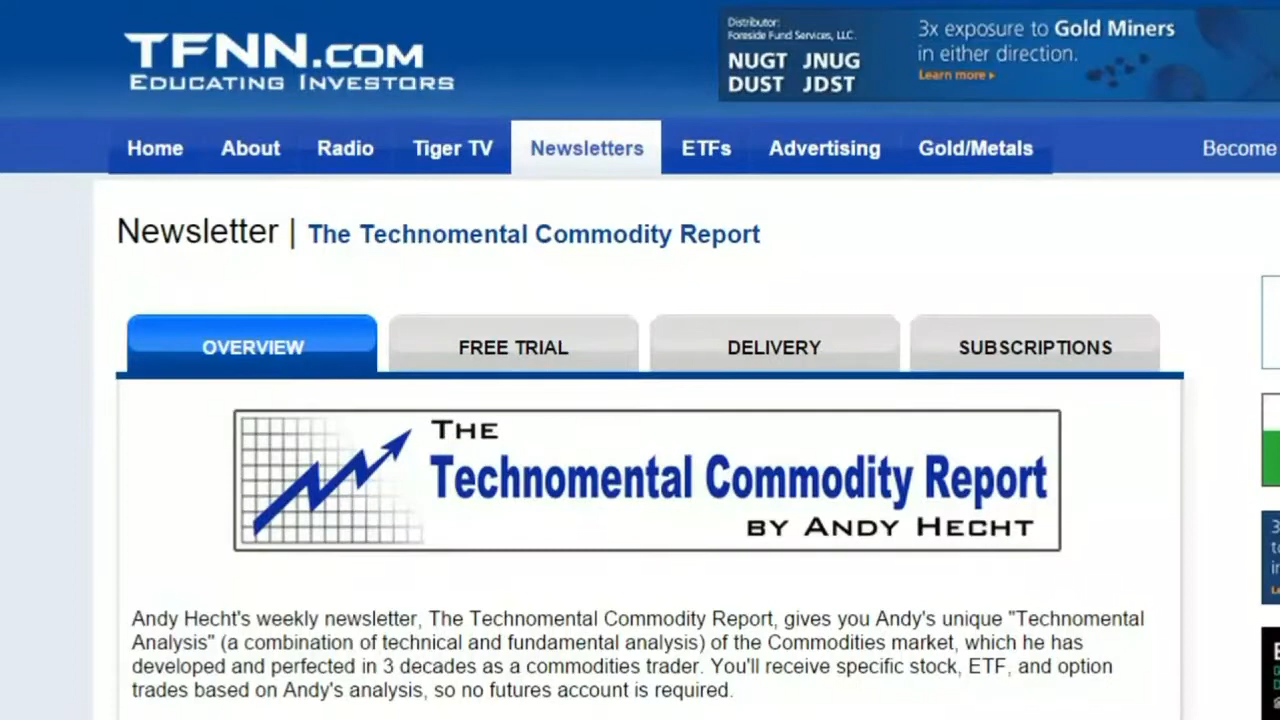 TFNN.COM
EDUCATING INVESTORS
Distributor:
Foreside Fund Services, LLC.
NUGT JNUG
DUST JDST
3x exposure to Gold Miners
in either direction.
Learn more
Home About Radio Tiger TV Newsletters ETFs Advertising Gold/Metals Become
Newsletter | The Technomental Commodity Report
OVERVIEW FREE TRIAL DELIVERY SUBSCRIPTIONS
THE
Technomental Commodity Report
BY ANDY HECHT
Andy Hecht's weekly newsletter, The Technomental Commodity Report, gives you Andy's unique "Technomental
Analysis" (a combination of technical and fundamental analysis) of the Commodities market, which he has
developed and perfected in 3 decades as a commodities trader. You'll receive specific stock, ETF, and option
trades based on Andy's analysis, so no futures account is required.